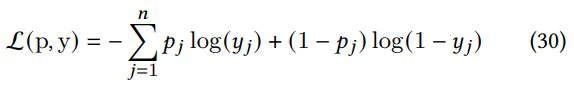 ℒ(p, y) = − ∑_{j=1}^{n} p_j log(y_j) + (1 − p_j) log(1 − y_j) (30)